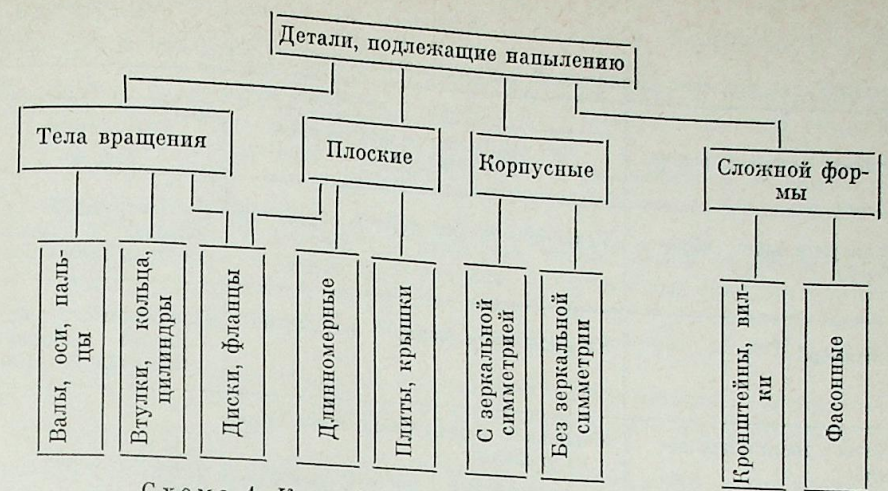 Детали, подлежащие напылению
Тела вращения
Плоские
Корпусные
Сложной фор-
мы
Валы, оси, паль-
цы
Втулки, кольца,
цилиндры
Диски, фланцы
Длинномерные
Плиты, крышки
С зеркальной
симметрией
Без зеркальной
симметрии
Кронштейны, вил-
ки
Фасонные
Схема